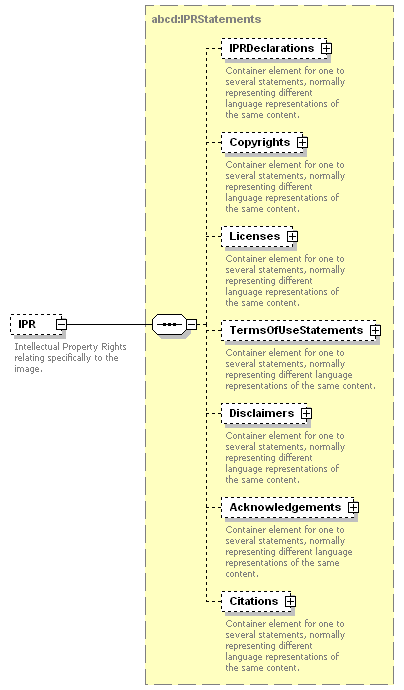 abcd:IPRStatements
IPRDeclarations
Container element for one to
several statements, normally
representing different
language representations of
the same content.
Copyrights
Container element for one to
several statements, normally
representing different
language representations of
the same content.
Licenses
Container element for one to
several statements, normally
representing different
language representations of
the same content.
IPR
Intellectual Property Rights
relating specifically to the
image.
TermsOfUseStatements
Container element for one to
several statements, normally
representing different language
representations of the same content.
Disclaimers
Container element for one to
several statements, normally
representing different
language representations of
the same content.
Acknowledgements
Container element for one to
several statements, normally
representing different language
representations of the same
content.
Citations
Container element for one to
several statements, normally
representing different
language representations of
the same content.